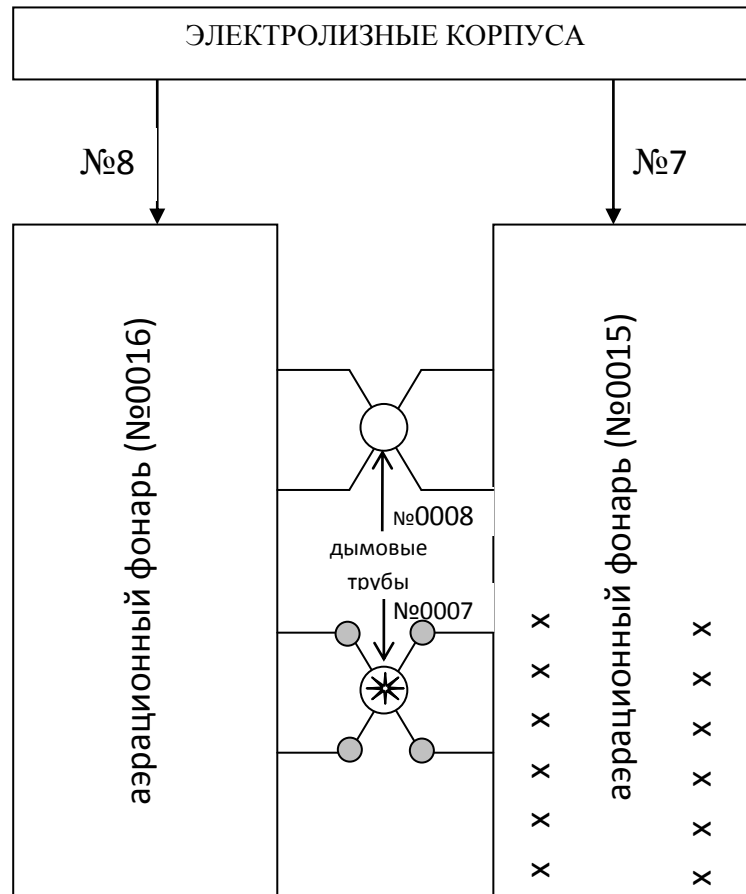 ЭЛЕКТРОЛИЗНЫЕ КОРПУСА
№8
№7
аэрационный фонарь (№0016)
аэрационный фонарь (№0015)
№0008
дымовые
трубы
№0007
х х
х х
х х
х х
х х
х х